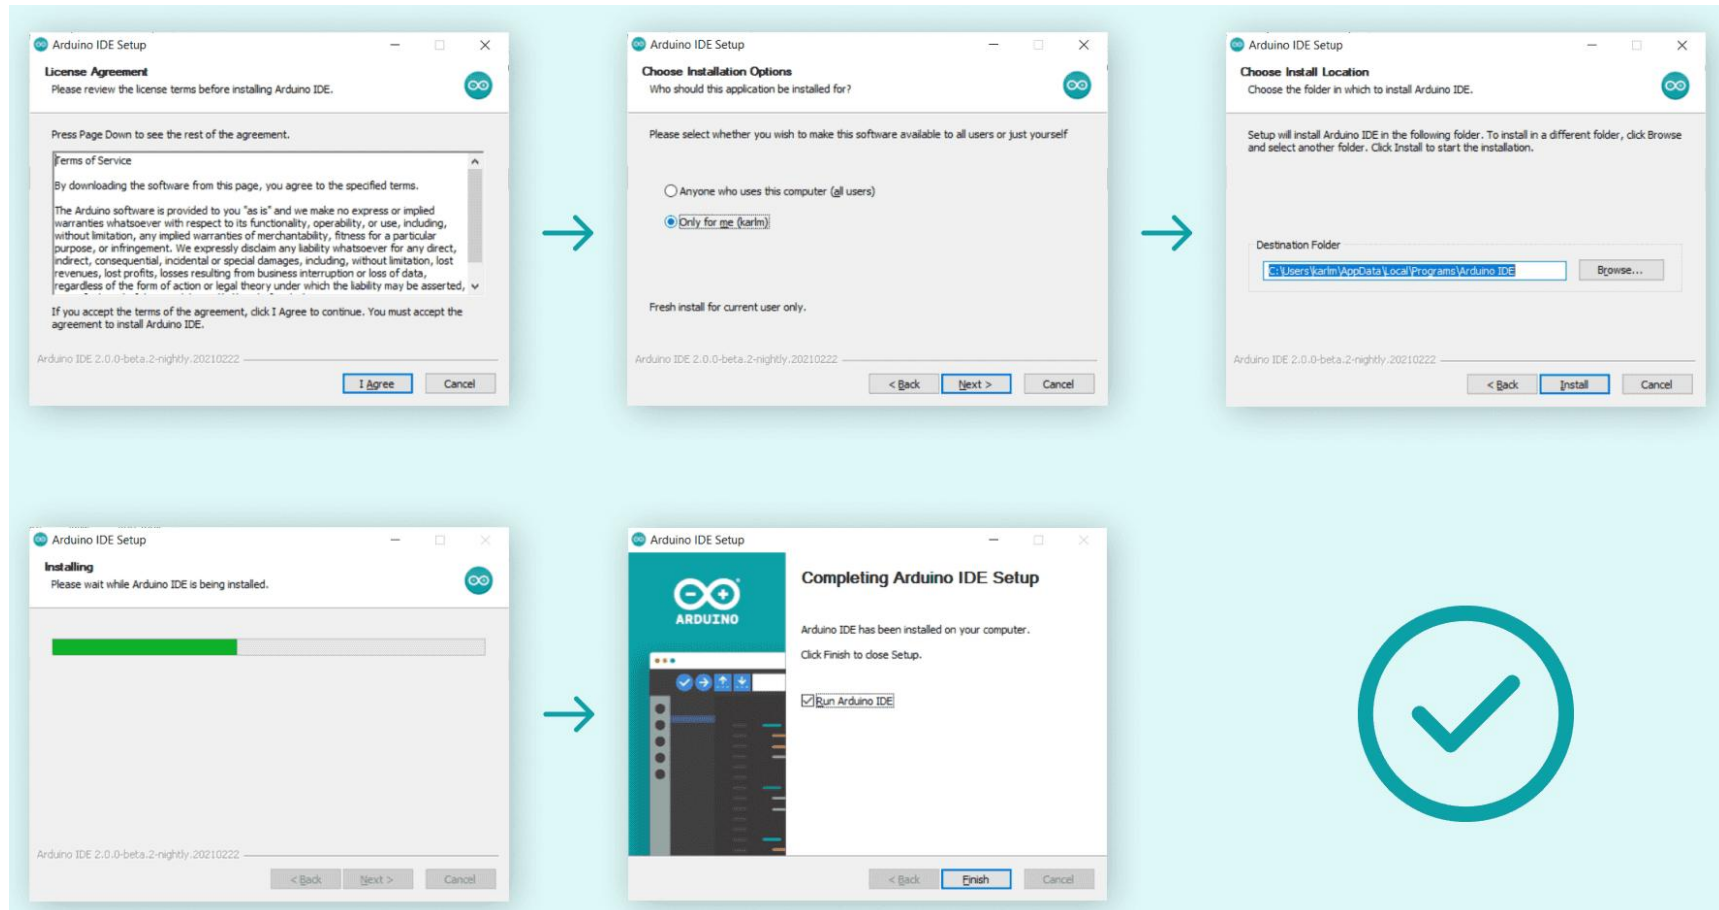 Arduino IDE Setup
License Agreement
Please review the license terms before installing Arduino IDE.
Press Page Down to see the rest of the agreement.
Terms of Service
By downloading the software from this page, you agree to the specified terms.
The Arduino software is provided to you "as is" and we make no express or implied
warranties whatsoever with respect to its functionality, operability, or use, including,
without limitation, any implied warranties of merchantability, fitness for a particular
purpose, or infringement. We expressly disclaim any liability whatsoever for any direct,
indirect, consequential, incidental or special damages, including, without limitation, lost
revenues, lost profits, losses resulting from business interruption or loss of data,
regardless of the form of action or legal theory under which the liability may be asserted,
If you accept the terms of the agreement, click I Agree to continue. You must accept the
agreement to install Arduino IDE.
Arduino IDE 2.0.0-beta.2-nightly.20210222
I Agree
Cancel
Arduino IDE Setup
Choose Installation Options
Who should this application be installed for?
Please select whether you wish to make this software available to all users or just yourself
Anyone who uses this computer (all users)
Only for me (karlm)
Fresh install for current user only.
Arduino IDE 2.0.0-beta.2-nightly.20210222
< Back
Next >
Cancel
Arduino IDE Setup
Choose Install Location
Choose the folder in which to install Arduino IDE.
Setup will install Arduino IDE in the following folder. To install in a different folder, click Browse
and select another folder. Click Install to start the installation.
Destination Folder
C:\Users\karlm\AppData\Local\Programs\Arduino IDE
Browse...
Arduino IDE 2.0.0-beta.2-nightly.20210222
< Back
Install
Cancel
Arduino IDE Setup
Installing
Please wait while Arduino IDE is being installed.
Arduino IDE 2.0.0-beta.2-nightly.20210222
< Back
Next >
Cancel
Arduino IDE Setup
ARDUINO
Completing Arduino IDE Setup
Arduino IDE has been installed on your computer.
Click Finish to close Setup.
Run Arduino IDE
< Back
Finish
Cancel